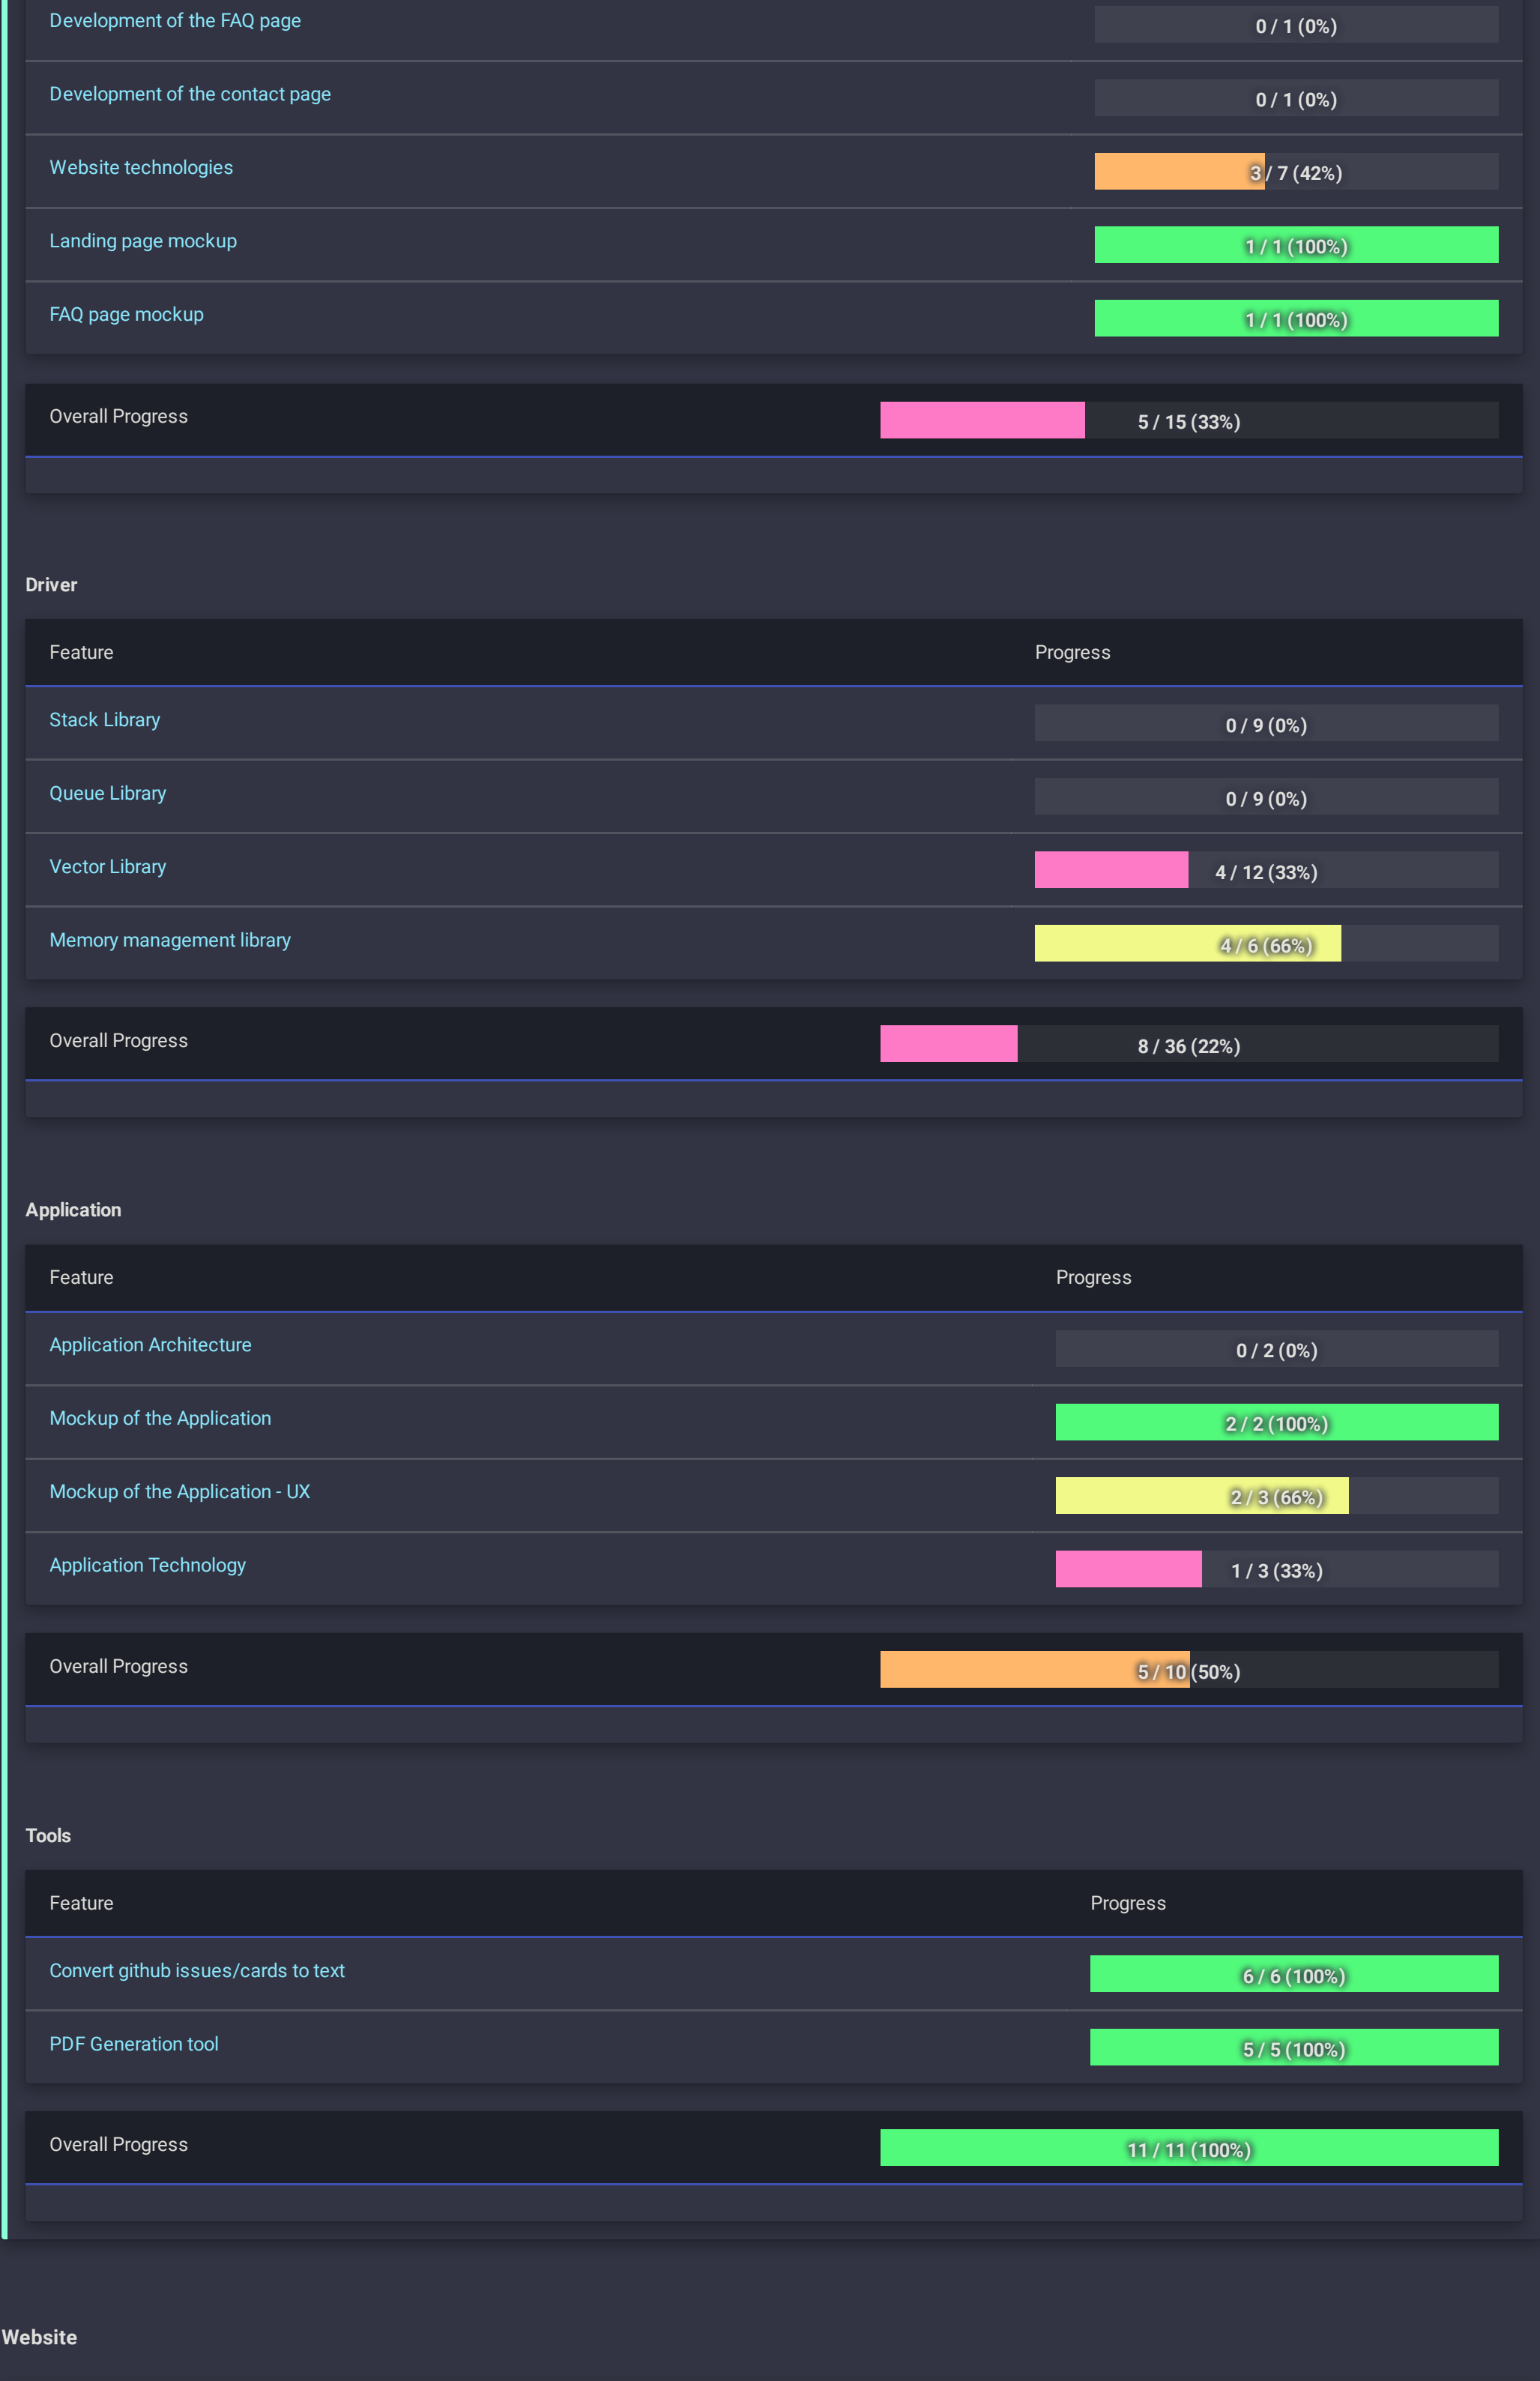 Development of the FAQ page 0 / 1 (0%)
Development of the contact page 0 / 1 (0%)
Website technologies 3 / 7 (42%)
Landing page mockup 1 / 1 (100%)
FAQ page mockup 1 / 1 (100%)
Overall Progress 5 / 15 (33%)
Driver
Feature Progress
Stack Library 0 / 9 (0%)
Queue Library 0 / 9 (0%)
Vector Library 4 / 12 (33%)
Memory management library 4 / 6 (66%)
Overall Progress 8 / 36 (22%)
Application
Feature Progress
Application Architecture 0 / 2 (0%)
Mockup of the Application 2 / 2 (100%)
Mockup of the Application - UX 2 / 3 (66%)
Application Technology 1 / 3 (33%)
Overall Progress 5 / 10 (50%)
Tools
Feature Progress
Convert github issues/cards to text 6 / 6 (100%)
PDF Generation tool 5 / 5 (100%)
Overall Progress 11 / 11 (100%)
Website